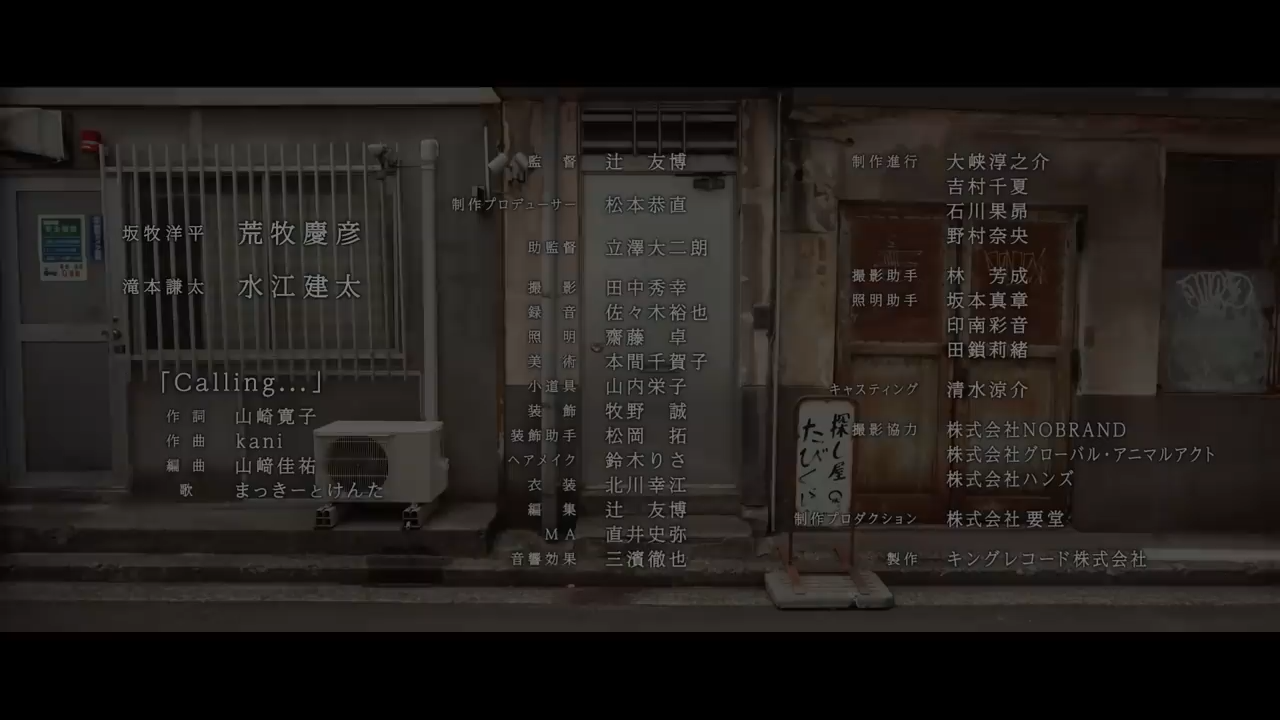 坂牧洋平 荒牧慶彦
滝本謙太 水江建太
「Calling...」
作詞 山崎寛子
作曲 kani
編曲 山﨑佳祐
歌 まっきーとけんた
監督 辻 友博
制作プロデューサー 松本恭直
助監督 立澤大二朗
撮影 田中秀幸
録音 佐々木裕也
照明 齋藤 卓
美術 本間千賀子
小道具 山内栄子
装飾 牧野 誠
装飾助手 松岡 拓
ヘアメイク 鈴木りさ
衣装 北川幸江
編集 辻 友博
MA 直井史弥
音響効果 三濱徹也
制作進行 大峡淳之介
吉村千夏
石川果昴
野村奈央
撮影助手 林 芳成
照明助手 坂本真章
印南彩音
田鎖莉緒
キャスティング 清水涼介
撮影協力 株式会社NOBRAND
株式会社グローバル・アニマルアクト
株式会社ハンズ
制作プロダクション 株式会社 要堂
製作 キングレコード株式会社
探し屋の
たびくら